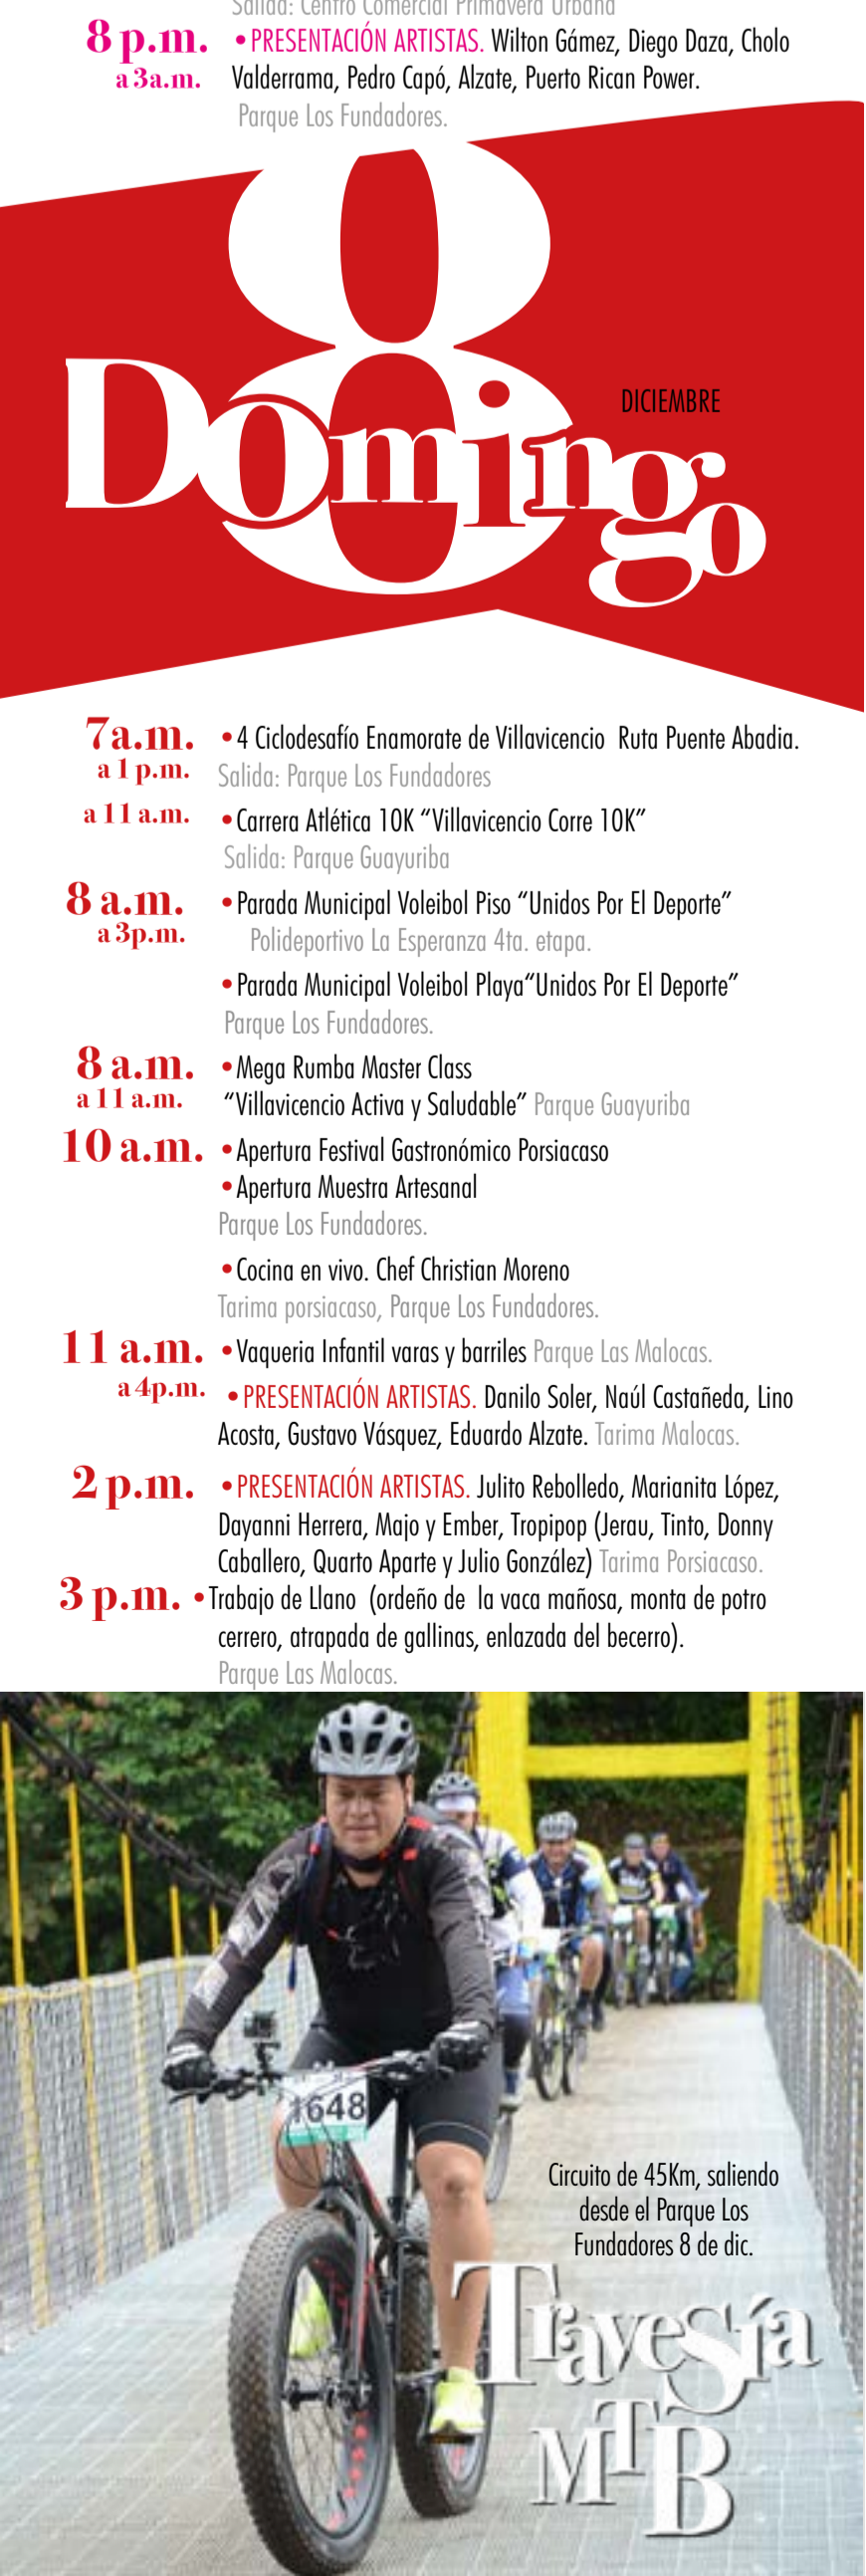 Salida: Centro Comercial Primavera Urbana
8 p.m. • PRESENTACIÓN ARTISTAS. Wilton Gámez, Diego Daza, Cholo
a 3a.m. Valderrama, Pedro Capó, Alzate, Puerto Rican Power.
Parque Los Fundadores.
8
DICIEMBRE
Domingo
7a.m. •4 Ciclodesafío Enamorate de Villavicencio Ruta Puente Abadia.
a 1 p.m. Salida: Parque Los Fundadores
a 11 a.m. •Carrera Atlética 10K “Villavicencio Corre 10K”
Salida: Parque Guayuriba
8 a.m. •Parada Municipal Voleibol Piso “Unidos Por El Deporte”
a 3p.m. Polideportivo La Esperanza 4ta. etapa.
•Parada Municipal Voleibol Playa“Unidos Por El Deporte”
Parque Los Fundadores.
8 a.m. •Mega Rumba Master Class
a 11 a.m. “Villavicencio Activa y Saludable” Parque Guayuriba
10 a.m. •Apertura Festival Gastronómico Porsiacaso
•Apertura Muestra Artesanal
Parque Los Fundadores.
•Cocina en vivo. Chef Christian Moreno
Tarima porsiacaso, Parque Los Fundadores.
11 a.m. •Vaqueria Infantil varas y barriles Parque Las Malocas.
a 4p.m. •PRESENTACIÓN ARTISTAS. Danilo Soler, Naúl Castañeda, Lino
Acosta, Gustavo Vásquez, Eduardo Alzate. Tarima Malocas.
2 p.m. •PRESENTACIÓN ARTISTAS. Julito Rebolledo, Marianita López,
Dayanni Herrera, Majo y Ember, Tropipop (Jerau, Tinto, Donny
Caballero, Quarto Aparte y Julio González) Tarima Porsiacaso.
3 p.m. •Trabajo de Llano (ordeño de la vaca mañosa, monta de potro
cerrero, atrapada de gallinas, enlazada del becerro).
Parque Las Malocas.
1648
Circuito de 45Km, saliendo
desde el Parque Los
Fundadores 8 de dic.
Travesía
MTB